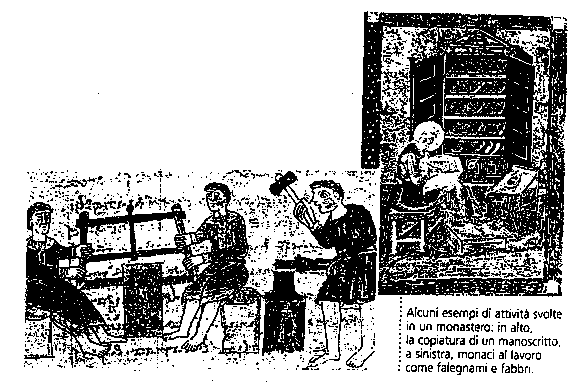 Alcuni esempi di attività svolte
in un monastero: in alto,
la copiatura di un manoscritto,
a sinistra, monaci al lavoro
come falegnami e fabbri.